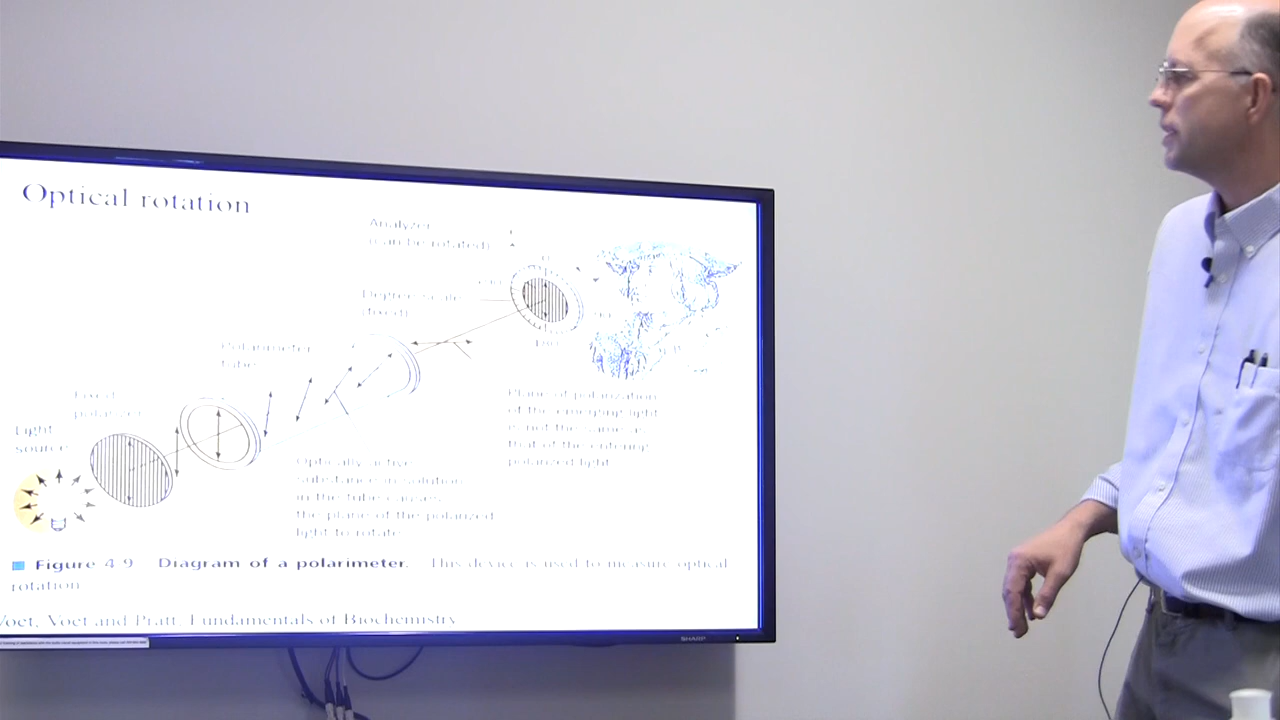 Optical rotation
Analyzer
(can be rotated)
Degree scale
(fixed)
180
Polarimeter
tube
Fixed
polarizer
Light
source
Plane of polarization
of the emerging light
is not the same as
that of the entering
polarized light
Optically active
substance in solution
in the tube causes
the plane of the polarized
light to rotate
Figure 4-9 Diagram of a polarimeter. This device is used to measure optical
rotation
Voet, Voet and Pratt. Fundamentals of Biochemistry
SHARP